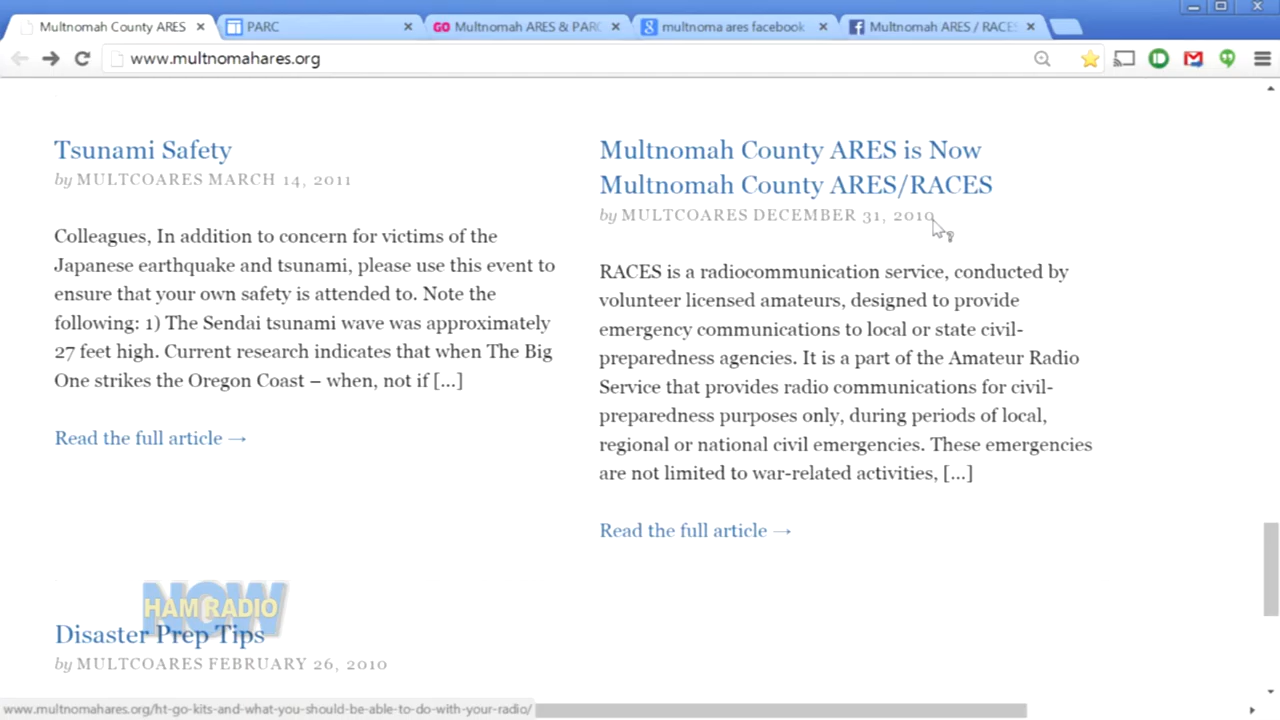 Multnomah County ARES
PARC
GO Multnomah ARES & PARC
multnoma ares facebook
Multnomah ARES / RACES
www.multnomahares.org
Tsunami Safety
by MULTCOARES MARCH 14, 2011
Colleagues, In addition to concern for victims of the
Japanese earthquake and tsunami, please use this event to
ensure that your own safety is attended to. Note the
following: 1) The Sendai tsunami wave was approximately
27 feet high. Current research indicates that when The Big
One strikes the Oregon Coast – when, not if [...]
Read the full article →
Multnomah County ARES is Now
Multnomah County ARES/RACES
by MULTCOARES DECEMBER 31, 2010
RACES is a radiocommunication service, conducted by
volunteer licensed amateurs, designed to provide
emergency communications to local or state civil-
preparedness agencies. It is a part of the Amateur Radio
Service that provides radio communications for civil-
preparedness purposes only, during periods of local,
regional or national civil emergencies. These emergencies
are not limited to war-related activities, [...]
Read the full article →
NOW
HAM RADIO
Disaster Prep Tips
by MULTCOARES FEBRUARY 26, 2010
www.multnomahares.org/ht-go-kits-and-what-you-should-be-able-to-do-with-your-radio/